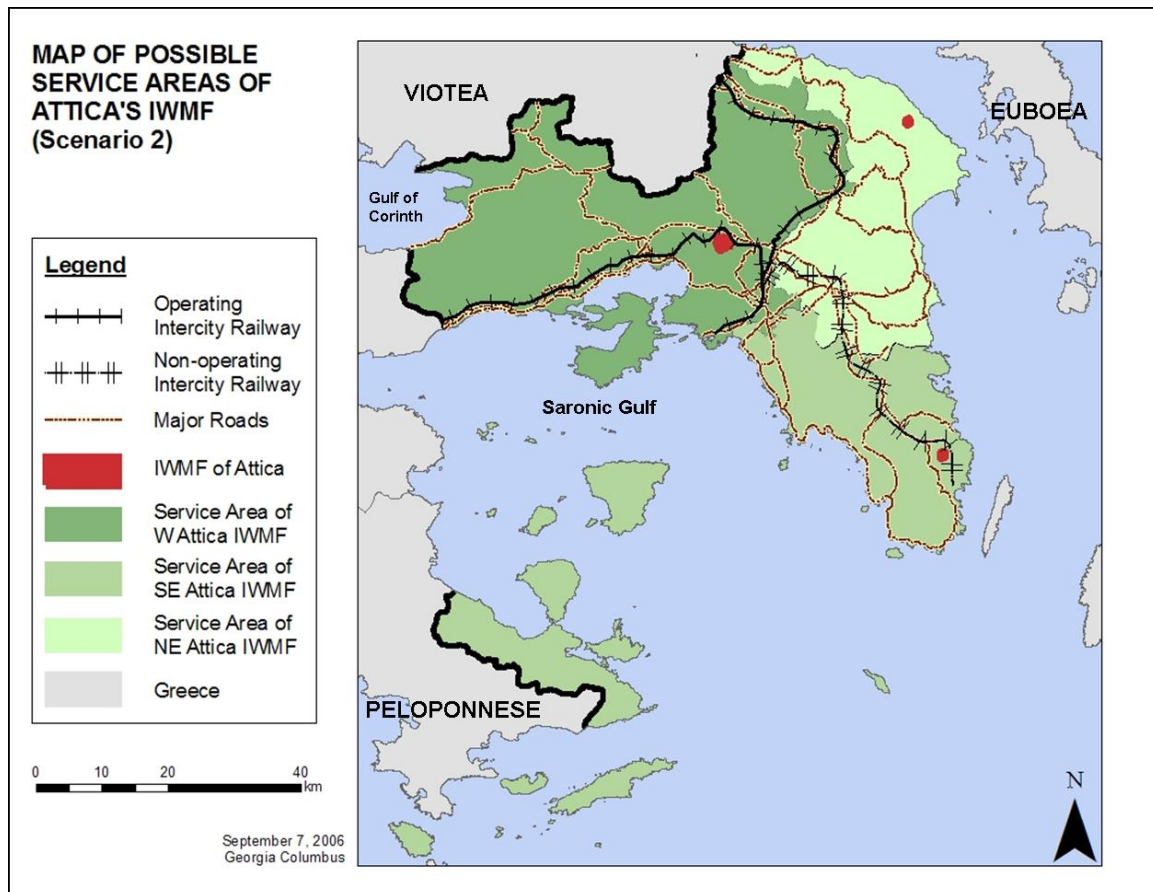 MAP OF POSSIBLE
SERVICE AREAS OF
ATTICA'S IWMF
(Scenario 2)
VIOTEA
EUBOEA
Gulf of
Corinth
Saronic Gulf
PELOPONNESE
Legend
Operating
Intercity Railway
Non-operating
Intercity Railway
Major Roads
IWMF of Attica
Service Area of
W Attica IWMF
Service Area of
SE Attica IWMF
Service Area of
NE Attica IWMF
Greece
0 10 20 40
km
N
September 7, 2006
Georgia Columbus